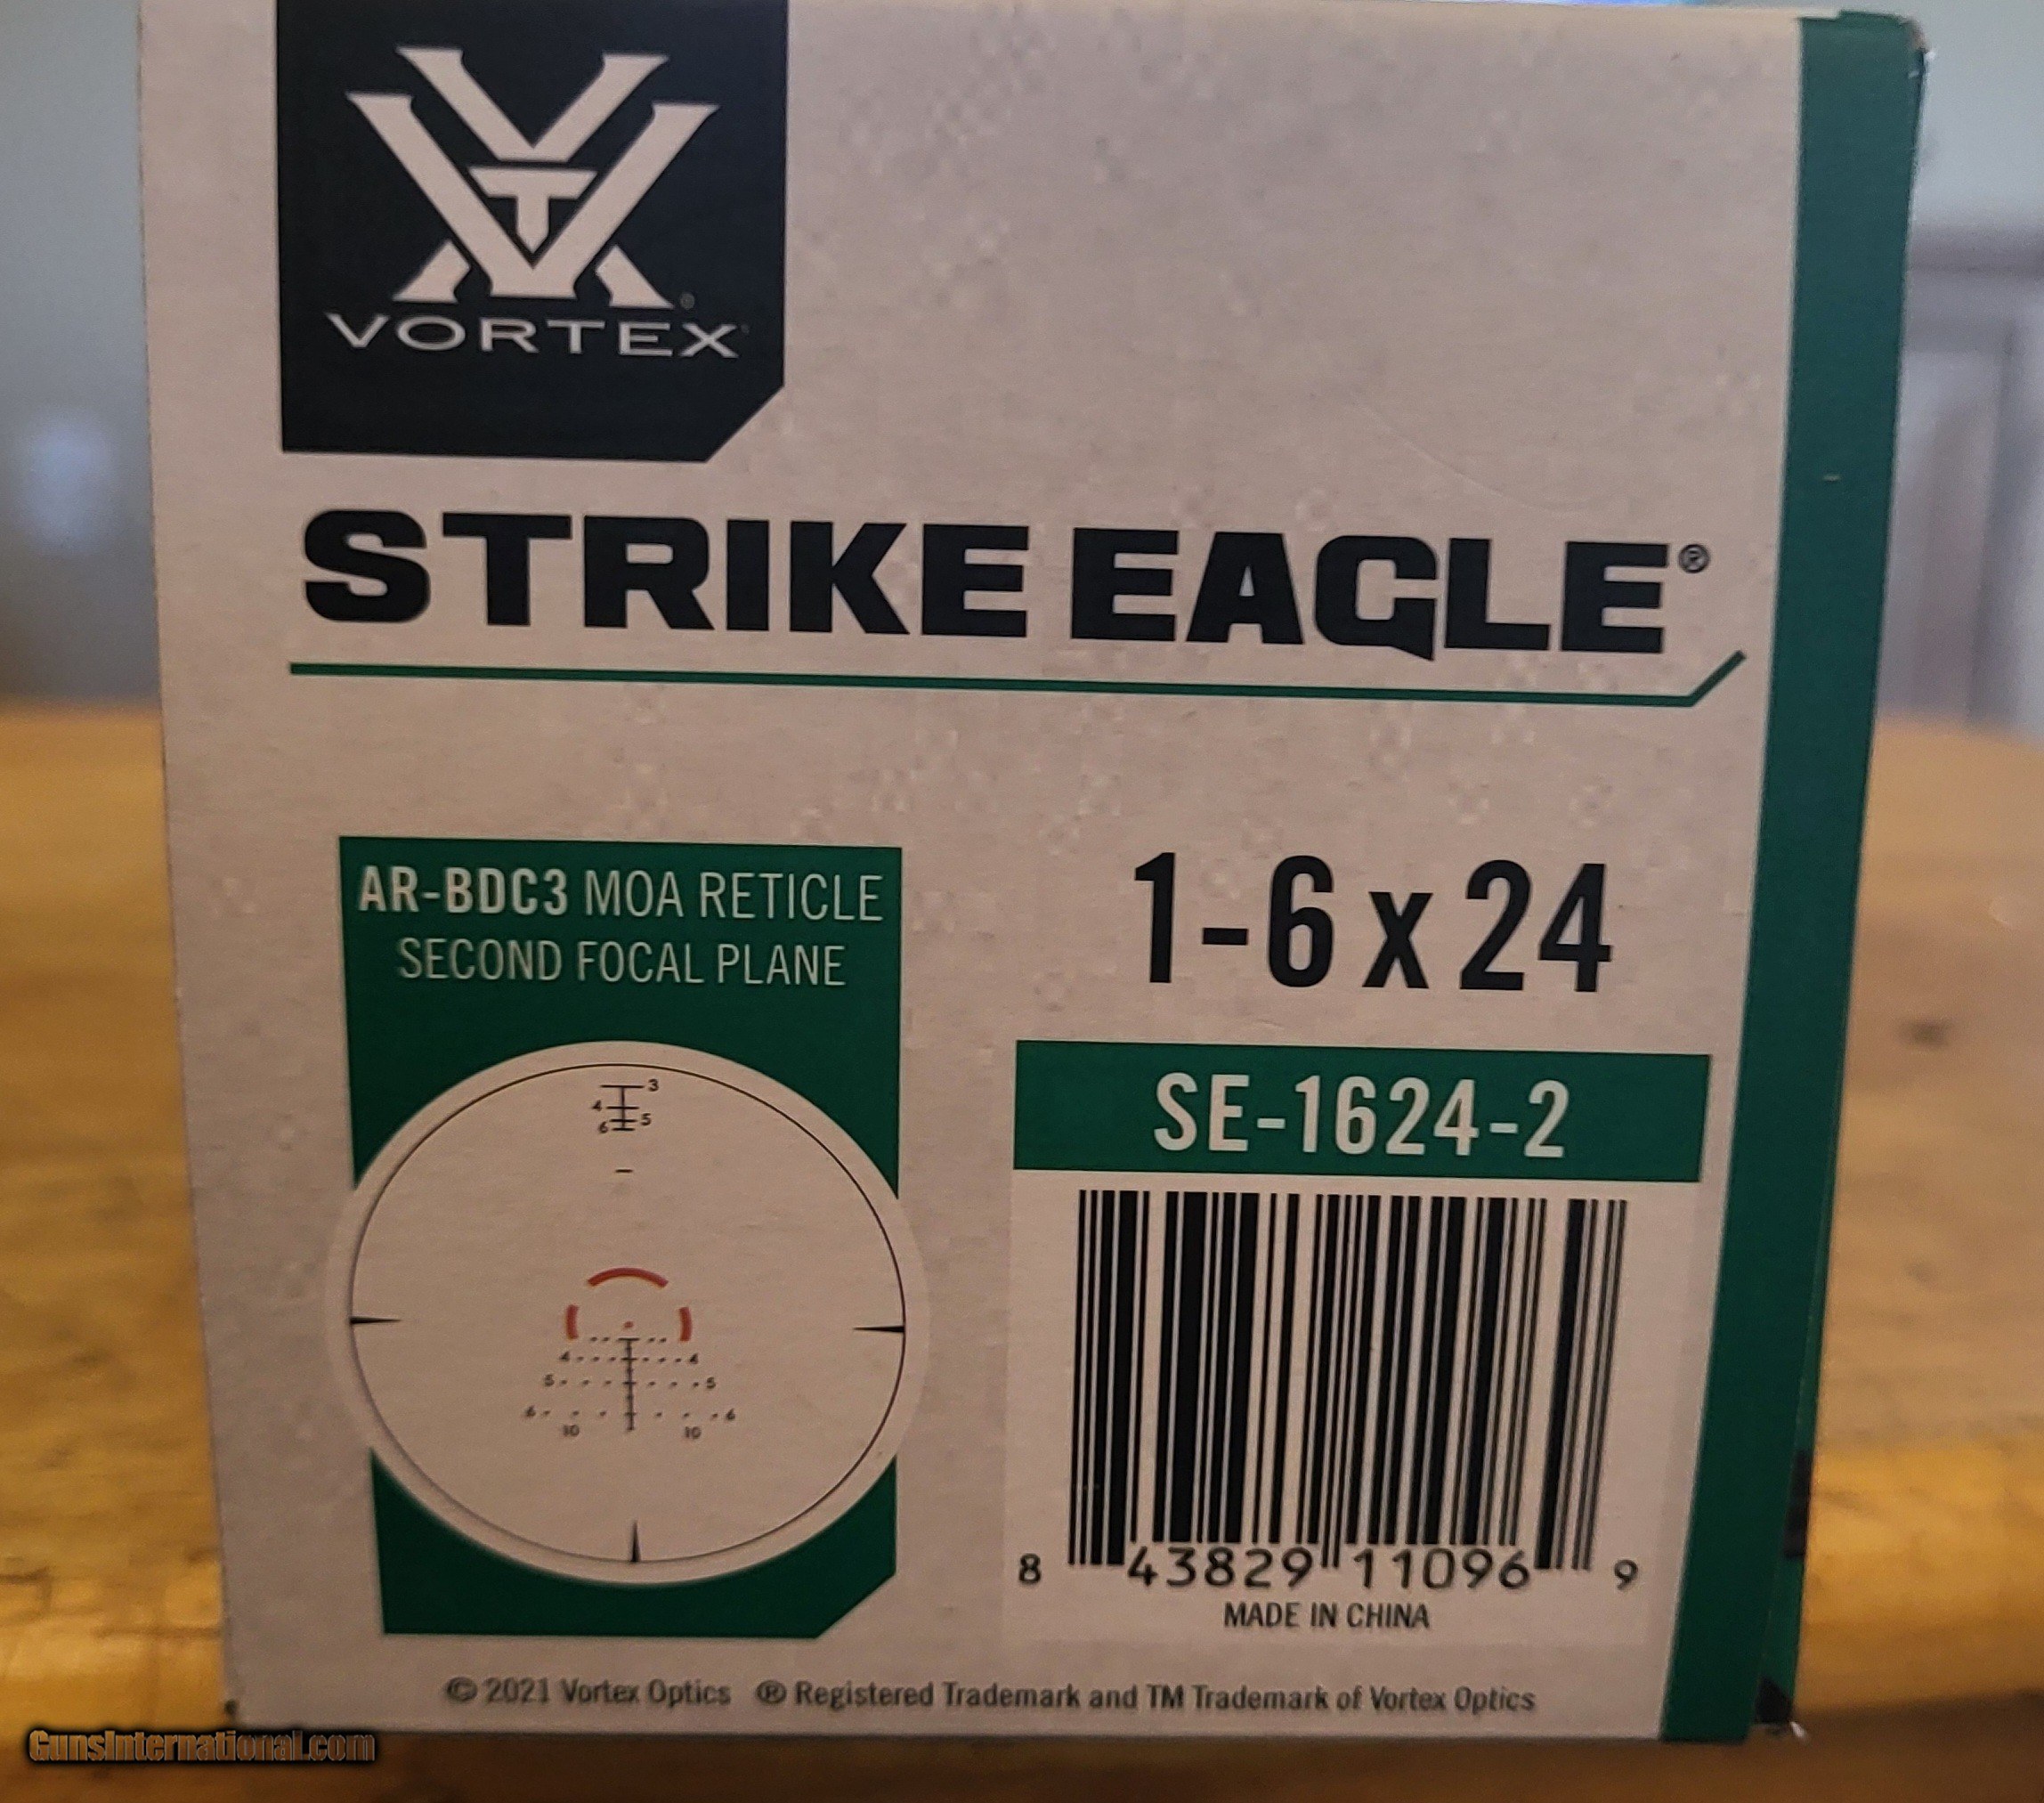 VORTEX
STRIKE EAGLE®
AR-BDC3 MOA RETICLE
SECOND FOCAL PLANE
3
4 5
6
4 4
5 5
6 6
10 10
1-6 x 24
SE-1624-2
8 43829 11096 9
MADE IN CHINA
© 2021 Vortex Optics ® Registered Trademark and TM Trademark of Vortex Optics
GunsInternational.com